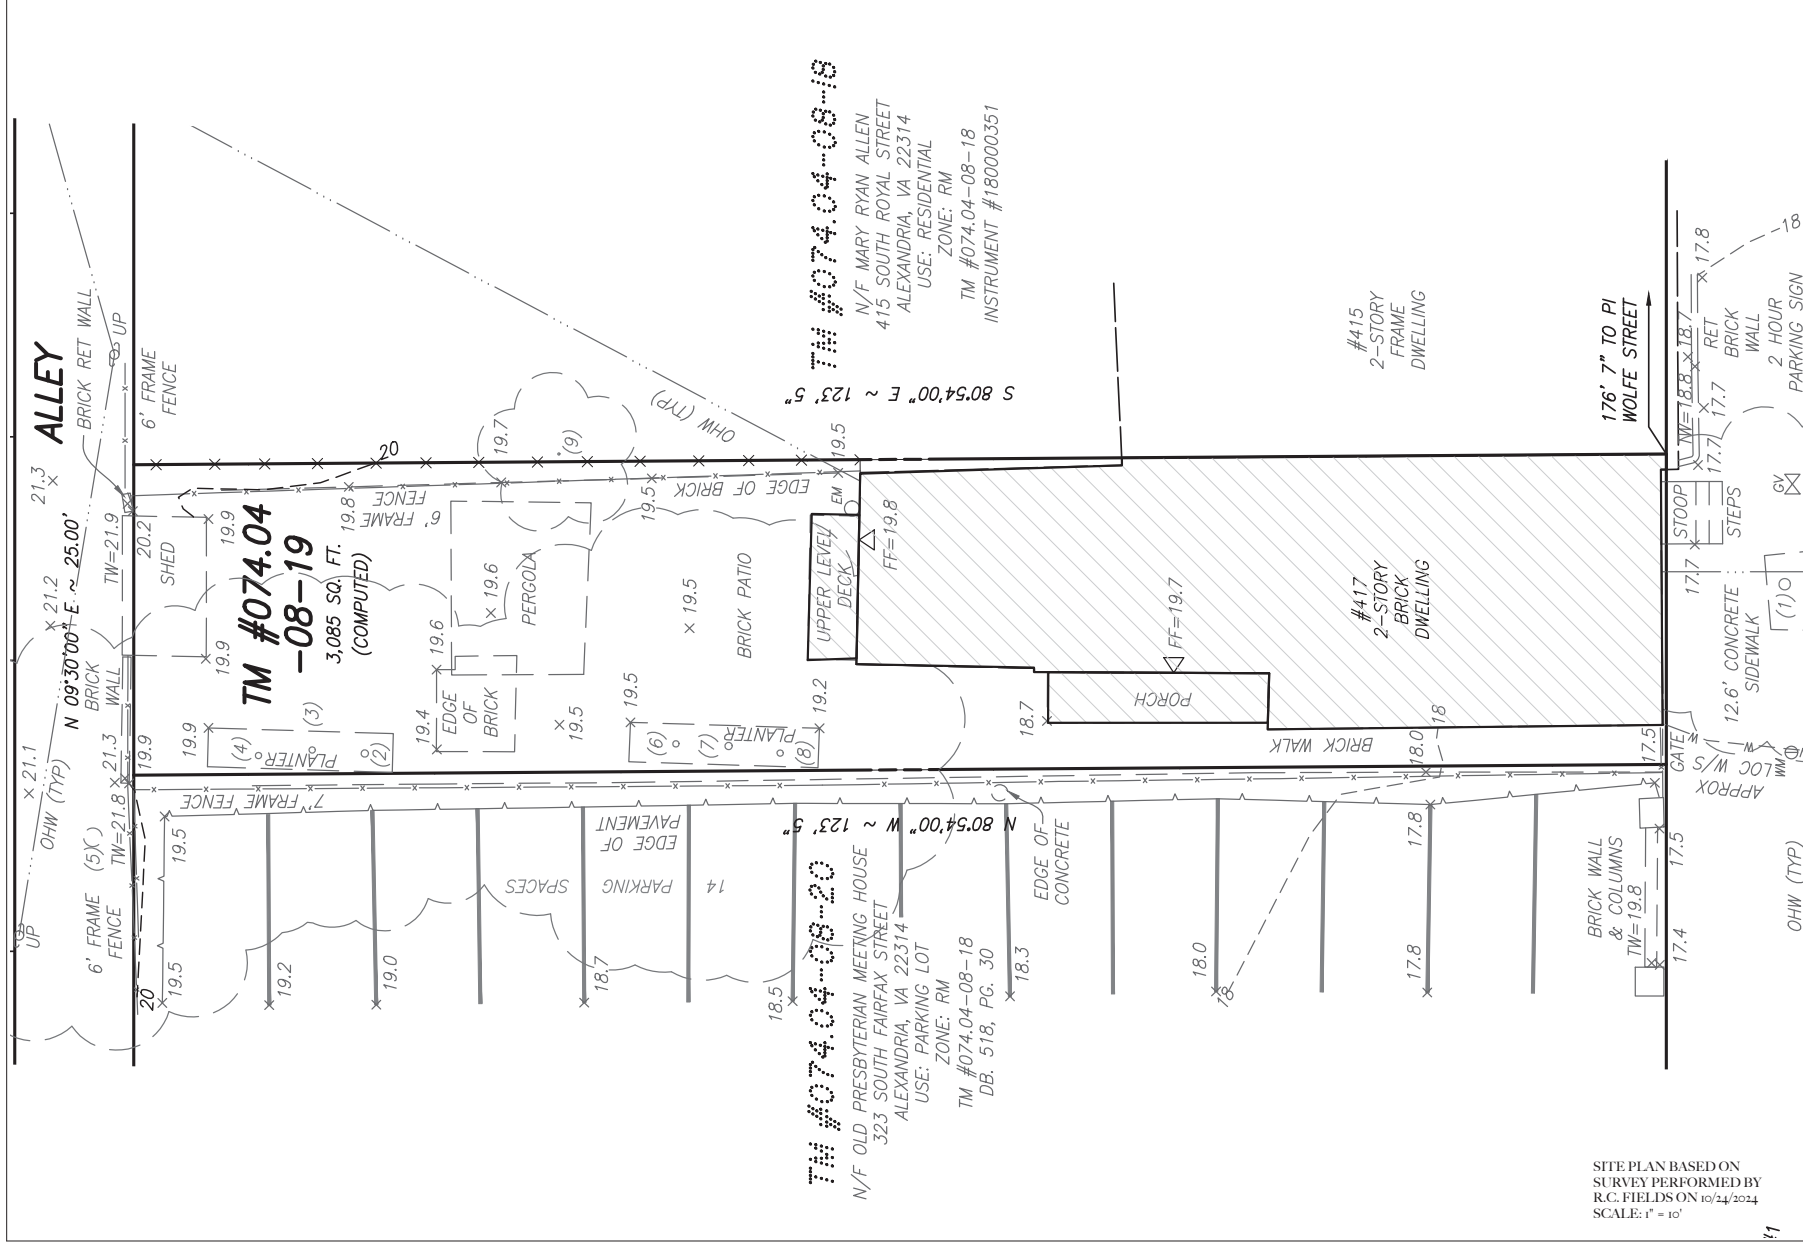 ALLEY
BRICK RET WALL
UP
6' FRAME
FENCE
21.3
N 09°30'00" E ~ 25.00'
21.2
21.1
OHW (TYP)
TW=21.9
20.2
SHED
19.9
19.9
BRICK
WALL
21.3
19.9
TW=21.8
(5)
6' FRAME
FENCE
UP
20
19.5
19.5
7' FRAME FENCE
TM #074.04
-08-19
3,085 SQ. FT.
(COMPUTED)
20
19.8
6' FRAME
FENCE
19.9
(4)
PLANTER
(3)
(2)
19.4
19.6
EDGE
OF
BRICK
19.6
PERGOLA
19.7
(9)
19.5
EDGE OF BRICK
OHW (TYP)
19.5
19.5
BRICK PATIO
19.5
(6)
(7)
PLANTER
(8)
19.2
S 80°54'00" E ~ 123' 5"
TM #074.04-08-18
N/F MARY RYAN ALLEN
415 SOUTH ROYAL STREET
ALEXANDRIA, VA 22314
USE: RESIDENTIAL
ZONE: RM
TM #074.04-08-18
INSTRUMENT #180000351
EM
19.5
UPPER LEVEL
DECK
FF=19.8
FF=19.7
PORCH
18.7
#417
2-STORY
BRICK
DWELLING
#415
2-STORY
FRAME
DWELLING
BRICK WALK
18.0
18
17.5
GATE
176' 7" TO PI
WOLFE STREET
TW=18.8
18.7
17.8
18
RET
BRICK
WALL
2 HOUR
PARKING SIGN
17.7
17.7
GV
STOOP
STEPS
17.7
12.6' CONCRETE
SIDEWALK
(1)
W
W
WM
APPROX
LOC W/S
N 80°54'00" W ~ 123' 5"
EDGE OF
PAVEMENT
14 PARKING SPACES
19.2
19.0
18.7
18.5
18.3
18.0
18
17.8
17.8
EDGE OF
CONCRETE
TM #074.04-08-20
N/F OLD PRESBYTERIAN MEETING HOUSE
323 SOUTH FAIRFAX STREET
ALEXANDRIA, VA 22314
USE: PARKING LOT
ZONE: RM
TM #074.04-08-18
DB. 518, PG. 30
BRICK WALL
& COLUMNS
TW=19.8
17.5
17.4
OHW (TYP)
SITE PLAN BASED ON
SURVEY PERFORMED BY
R.C. FIELDS ON 10/24/2024
SCALE: 1" = 10'